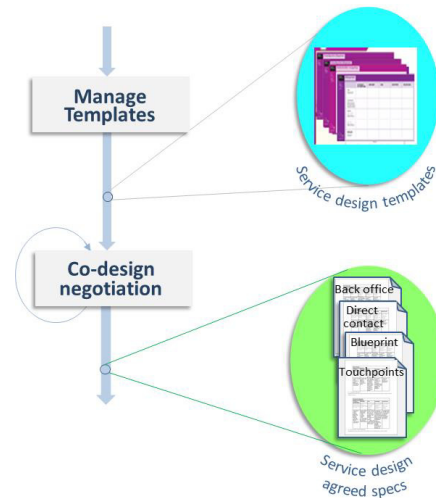 Manage
Templates
Service design templates
Co-design
negotiation
Back office
Direct
contact
Blueprint
Touchpoints
Service design
agreed specs